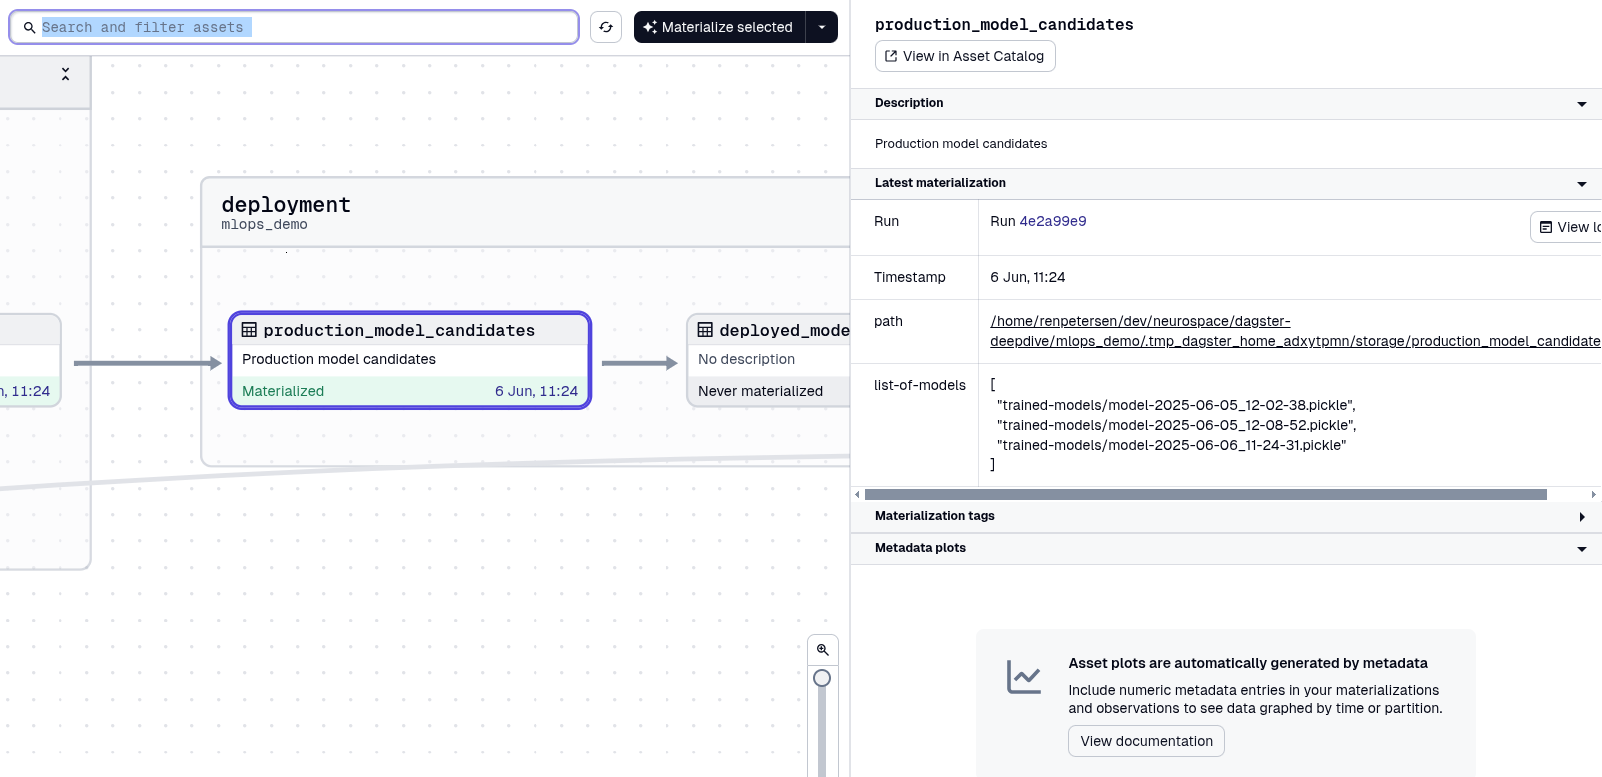 Search and filter assets
Materialize selected
deployment
mlops_demo
11:24
production_model_candidates
Production model candidates
Materialized 6 Jun, 11:24
deployed_mode
No description
Never materialized
production_model_candidates
View in Asset Catalog
Description
Production model candidates
Latest materialization
Run Run 4e2a99e9 View lo
Timestamp 6 Jun, 11:24
path /home/renpetersen/dev/neurospace/dagster-
deepdive/mlops_demo/.tmp_dagster_home_adxytpmn/storage/production_model_candidate
list-of-models [
"trained-models/model-2025-06-05_12-02-38.pickle",
"trained-models/model-2025-06-05_12-08-52.pickle",
"trained-models/model-2025-06-06_11-24-31.pickle"
]
Materialization tags
Metadata plots
Asset plots are automatically generated by metadata
Include numeric metadata entries in your materializations
and observations to see data graphed by time or partition.
View documentation